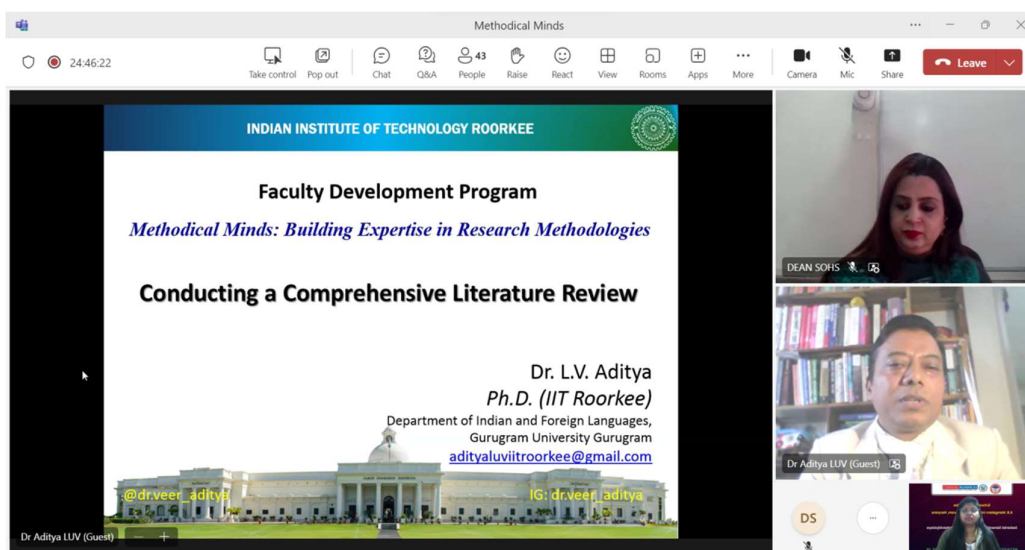 Methodical Minds
24:46:22
Take control
Pop out
Chat
Q&A
43
People
Raise
React
View
Rooms
Apps
More
Camera
Mic
Share
Leave
INDIAN INSTITUTE OF TECHNOLOGY ROORKEE
Faculty Development Program
Methodical Minds: Building Expertise in Research Methodologies
Conducting a Comprehensive Literature Review
Dr. L.V. Aditya
Ph.D. (IIT Roorkee)
Department of Indian and Foreign Languages,
Gurugram University Gurugram
adityaluviitroorkee@gmail.com
@dr.veer_aditya
IG: dr.veer_aditya
Dr Aditya LUV (Guest)
DEAN SOHS
Dr Aditya LUV (Guest)
DS